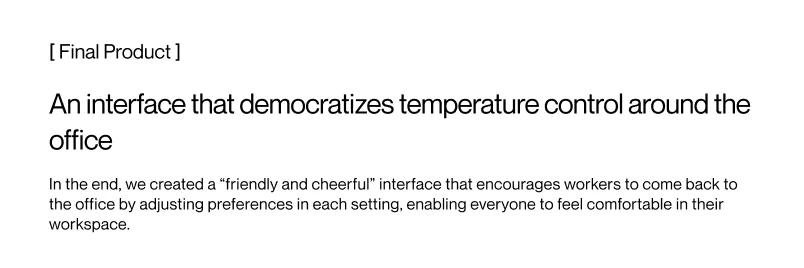 [ Final Product ]
An interface that democratizes temperature control around the
office
In the end, we created a “friendly and cheerful” interface that encourages workers to come back to
the office by adjusting preferences in each setting, enabling everyone to feel comfortable in their
workspace.